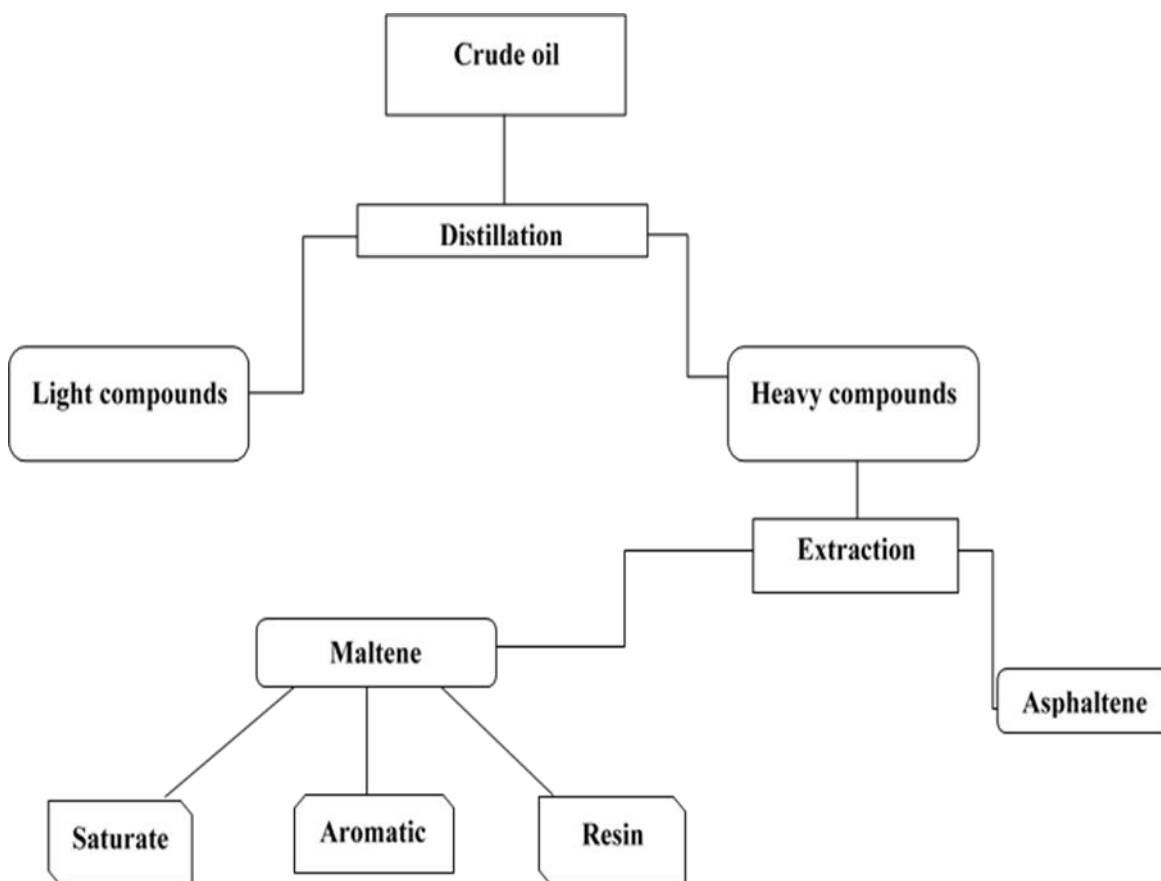 Crude oil
Distillation
Light compounds
Heavy compounds
Extraction
Maltene
Asphaltene
Saturate
Aromatic
Resin